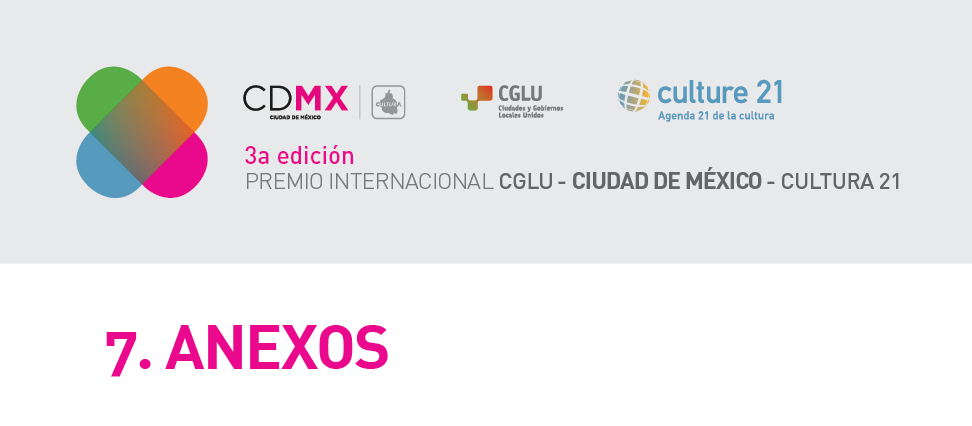 CDMX
CIUDAD DE MÉXICO
CULTURA
CGLU
Ciudades y Gobiernos
Locales Unidos
culture 21
Agenda 21 de la cultura
3a edición
PREMIO INTERNACIONAL CGLU - CIUDAD DE MÉXICO - CULTURA 21
7. ANEXOS